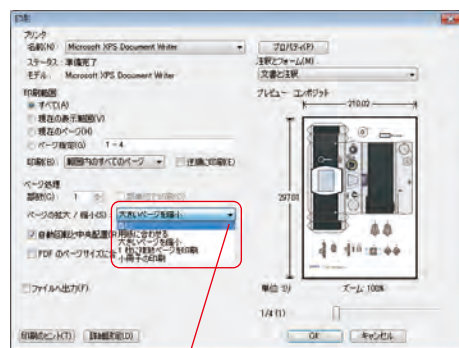 印刷
プリンタ
名前(N): Microsoft XPS Document Writer プロパティ(P)
ステータス: 準備完了 注釈とフォーム(M)
モデル: Microsoft XPS Document Writer 文書と注釈
印刷範囲 プレビュー: コンポジット
すべて(A) 210.02
現在の表示範囲(V)
現在のページ(U)
ページ指定(G) 1 - 4
印刷(B): 範囲内のすべてのページ 逆順に印刷(E)
ページ処理
部数(C): 1
ページの拡大 / 縮小(S): 大きいページを縮小 297.01
自動回転と中央配置 用紙に合わせる
大きいページを縮小
PDF のページサイズに 1 枚に複数ページを印刷
小冊子の印刷
ファイルへ出力(F) 単位: ミリ ズーム: 100%
1/4 (1)
印刷のヒント(T) 詳細設定(D) OK キャンセル